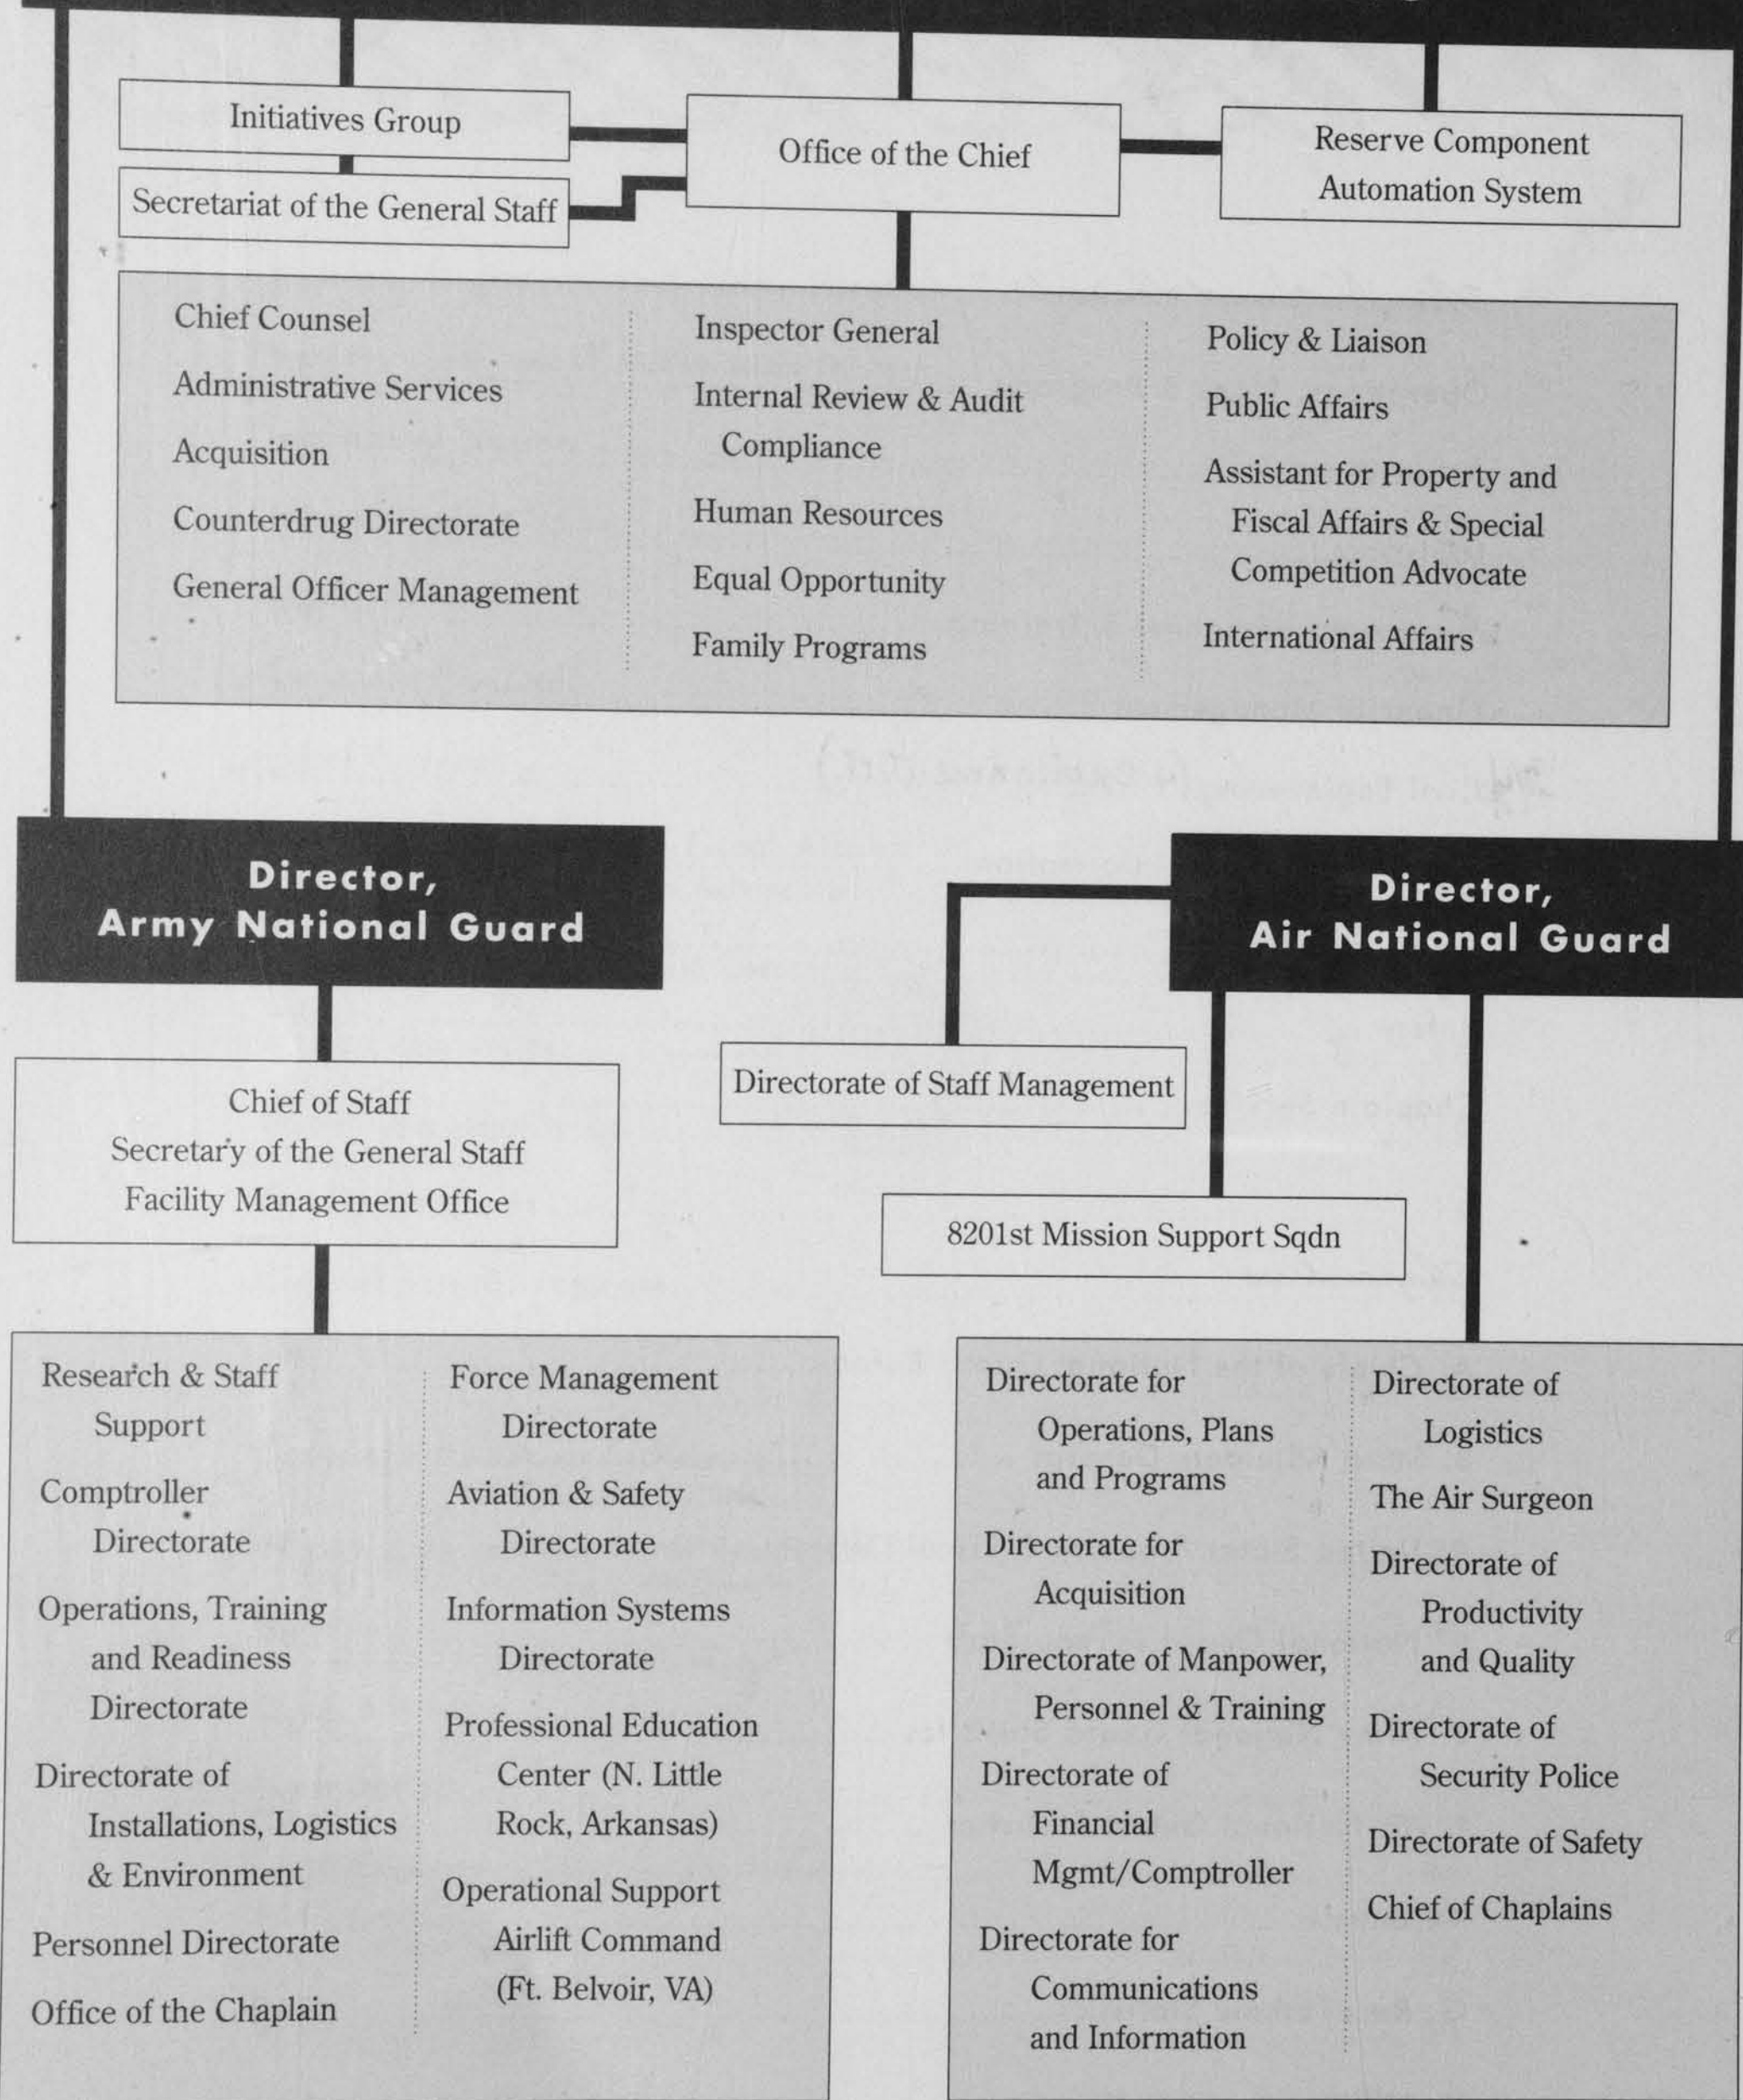 Initiatives Group
Secretariat of the General Staff
Office of the Chief
Reserve Component
Automation System
Chief Counsel
Administrative Services
Acquisition
Counterdrug Directorate
General Officer Management
Inspector General
Internal Review & Audit
Compliance
Human Resources
Equal Opportunity
Family Programs
Policy & Liaison
Public Affairs
Assistant for Property and
Fiscal Affairs & Special
Competition Advocate
International Affairs
Director,
Army National Guard
Chief of Staff
Secretary of the General Staff
Facility Management Office
Research & Staff
Support
Comptroller
Directorate
Operations, Training
and Readiness
Directorate
Directorate of
Installations, Logistics
& Environment
Personnel Directorate
Office of the Chaplain
Force Management
Directorate
Aviation & Safety
Directorate
Information Systems
Directorate
Professional Education
Center (N. Little
Rock, Arkansas)
Operational Support
Airlift Command
(Ft. Belvoir, VA)
Director,
Air National Guard
Directorate of Staff Management
8201st Mission Support Sqdn
Directorate for
Operations, Plans
and Programs
Directorate for
Acquisition
Directorate of Manpower,
Personnel & Training
Directorate of
Financial
Mgmt/Comptroller
Directorate for
Communications
and Information
Directorate of
Logistics
The Air Surgeon
Directorate of
Productivity
and Quality
Directorate of
Security Police
Directorate of Safety
Chief of Chaplains